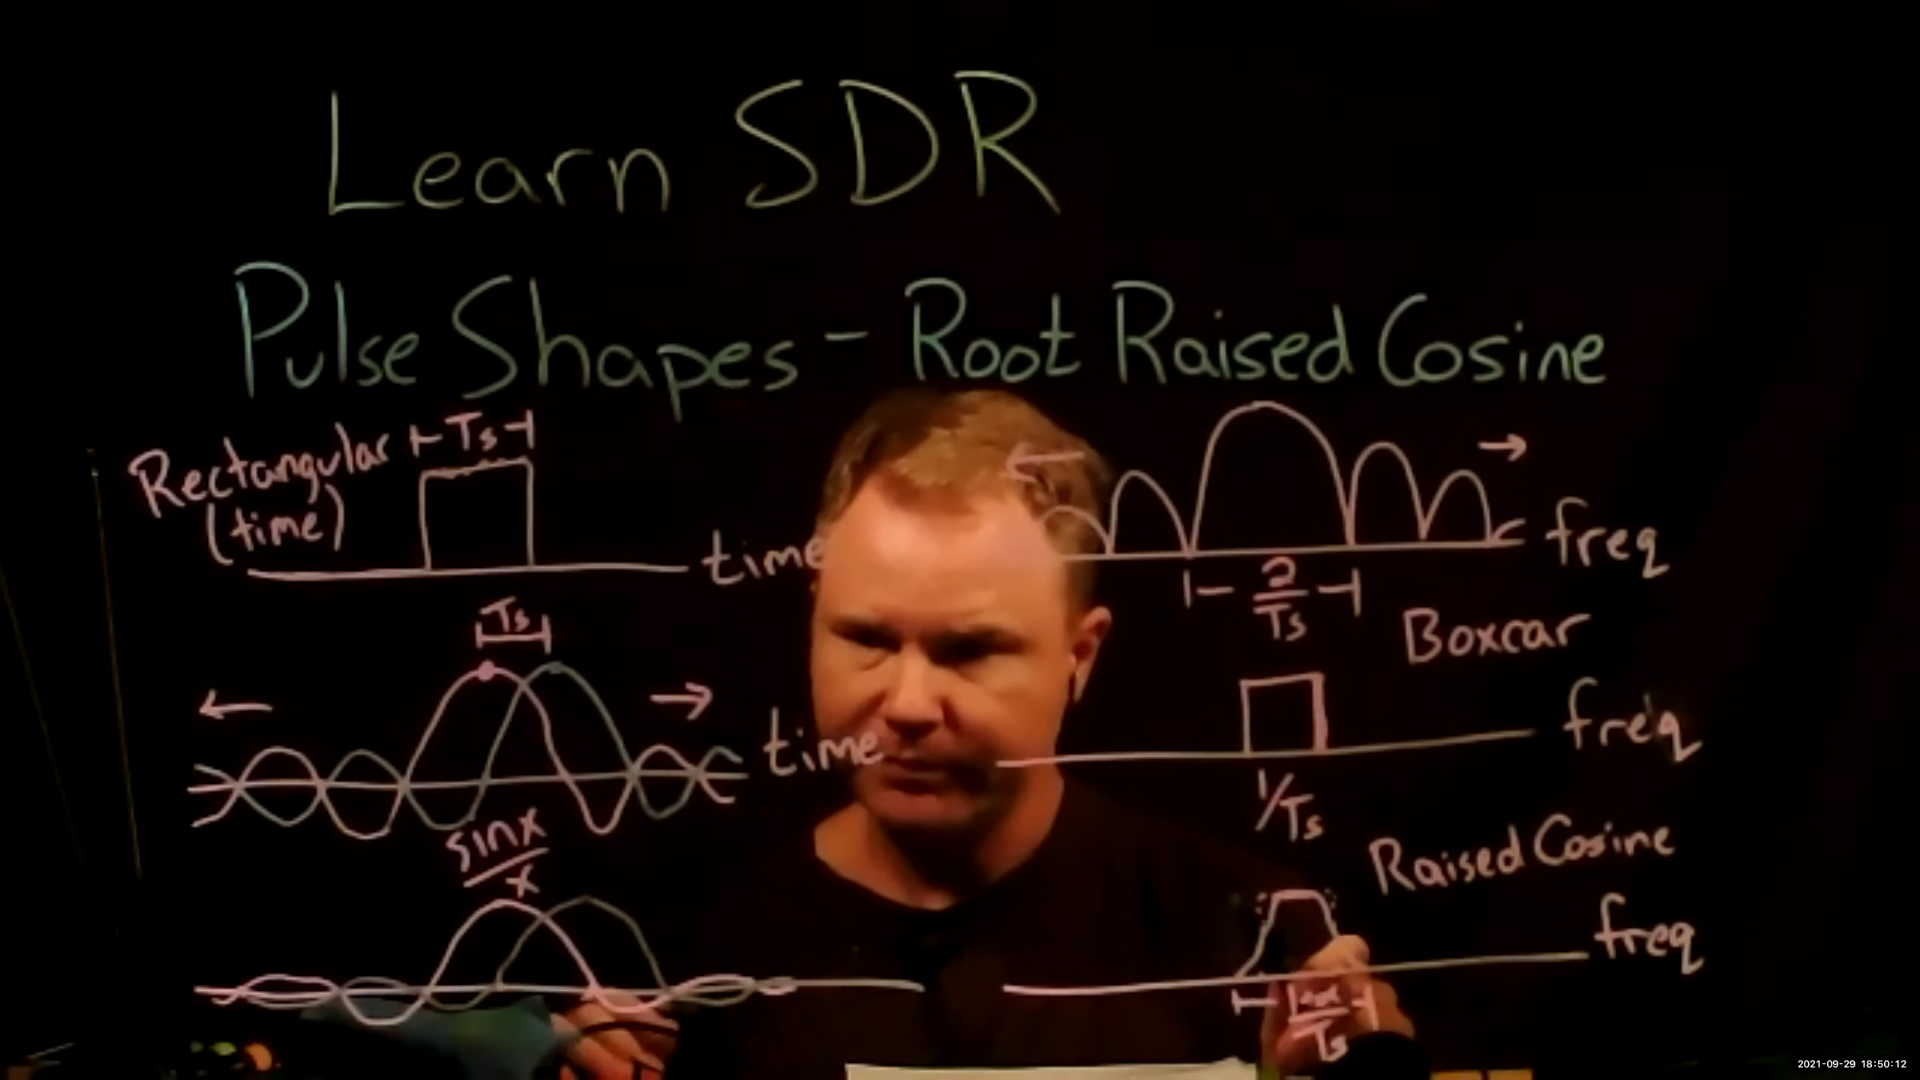 Learn SDR
Pulse Shapes - Root Raised Cosine
Rectangular
(time)
Ts
time
freq
2/Ts
Boxcar
Ts
time
freq
sinx/x
1/Ts
Raised Cosine
freq
2021-09-29 18:50:12